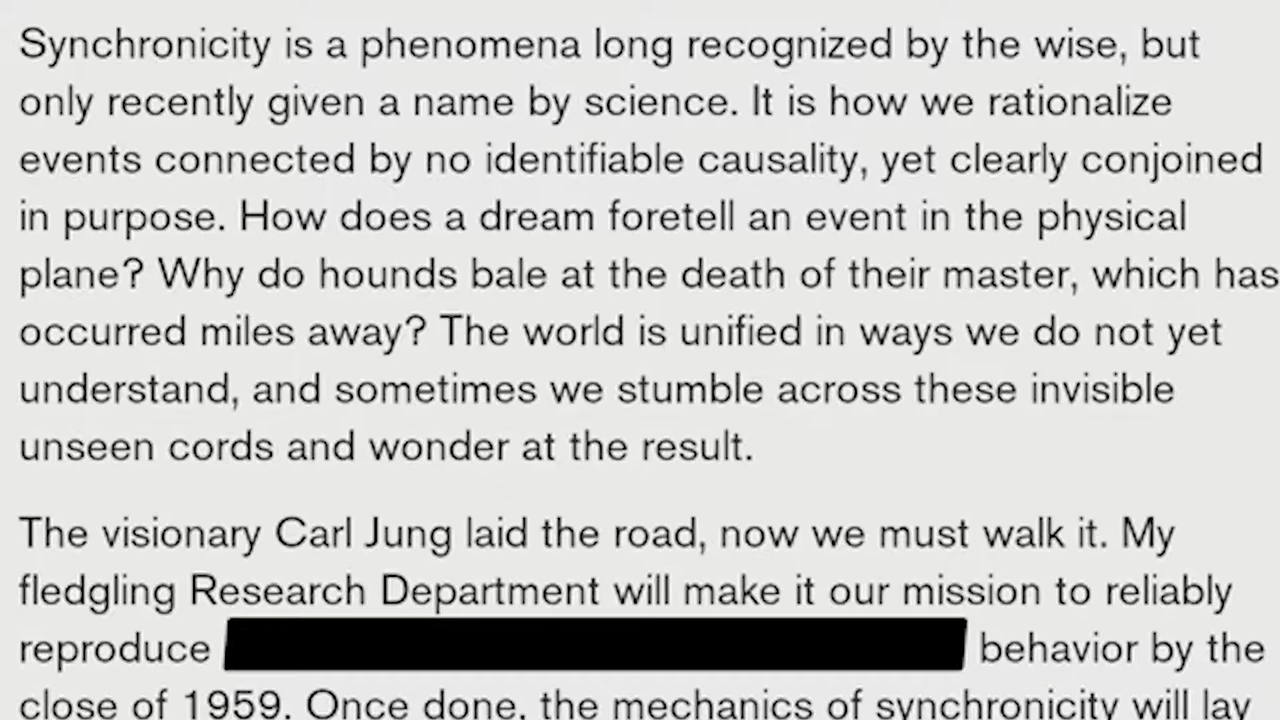 Synchronicity is a phenomena long recognized by the wise, but
only recently given a name by science. It is how we rationalize
events connected by no identifiable causality, yet clearly conjoined
in purpose. How does a dream foretell an event in the physical
plane? Why do hounds bale at the death of their master, which has
occurred miles away? The world is unified in ways we do not yet
understand, and sometimes we stumble across these invisible
unseen cords and wonder at the result.
The visionary Carl Jung laid the road, now we must walk it. My
fledgling Research Department will make it our mission to reliably
reproduce behavior by the
close of 1959. Once done, the mechanics of synchronicity will lay